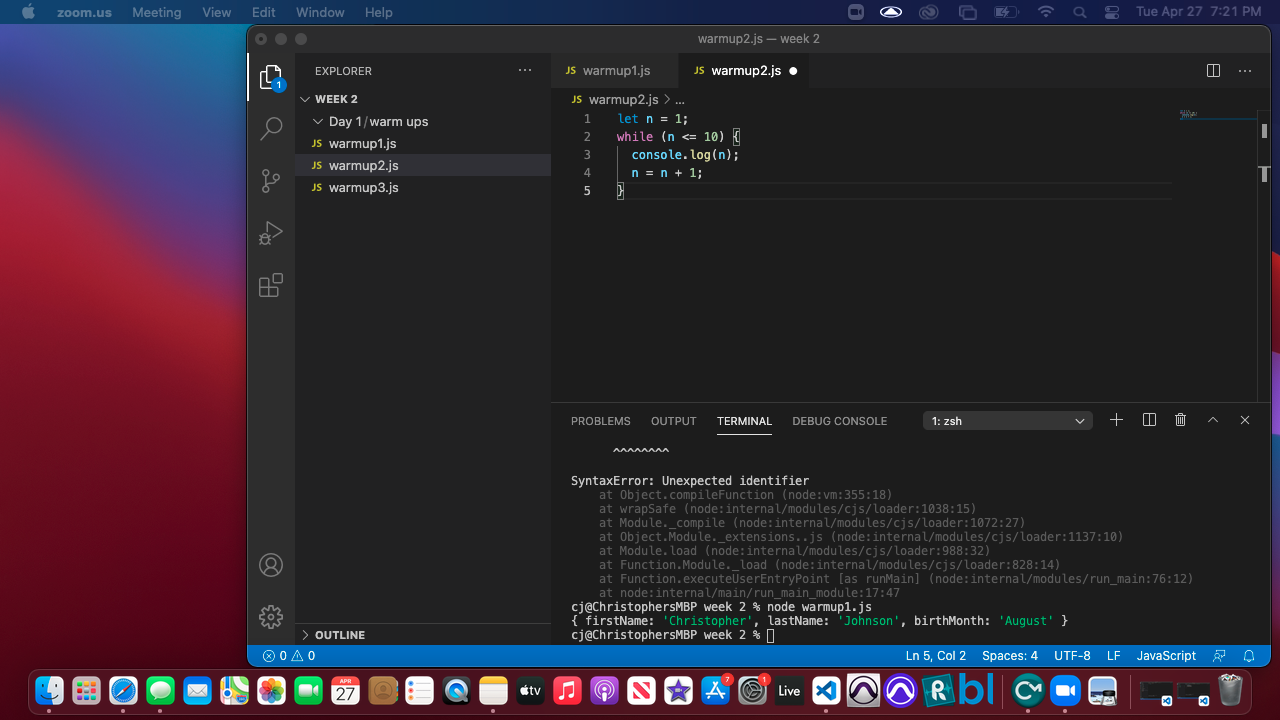 zoom.us Meeting View Edit Window Help Tue Apr 27 7:21 PM
warmup2.js — week 2
EXPLORER ···
1
WEEK 2
Day 1/warm ups
JS warmup1.js
JS warmup2.js
JS warmup3.js
OUTLINE
JS warmup1.js JS warmup2.js
JS warmup2.js > ...
1 let n = 1;
2 while (n <= 10) {
3 console.log(n);
4 n = n + 1;
5 }
PROBLEMS OUTPUT TERMINAL DEBUG CONSOLE 1: zsh
^^^^^^^^
SyntaxError: Unexpected identifier
at Object.compileFunction (node:vm:355:18)
at wrapSafe (node:internal/modules/cjs/loader:1038:15)
at Module._compile (node:internal/modules/cjs/loader:1072:27)
at Object.Module._extensions..js (node:internal/modules/cjs/loader:1137:10)
at Module.load (node:internal/modules/cjs/loader:988:32)
at Function.Module._load (node:internal/modules/cjs/loader:828:14)
at Function.executeUserEntryPoint [as runMain] (node:internal/modules/run_main:76:12)
at node:internal/main/run_main_module:17:47
cj@ChristophersMBP week 2 % node warmup1.js
{ firstName: 'Christopher', lastName: 'Johnson', birthMonth: 'August' }
cj@ChristophersMBP week 2 %
0 0 Ln 5, Col 2 Spaces: 4 UTF-8 LF JavaScript
APR 27 tv 7 1 Live R bl C